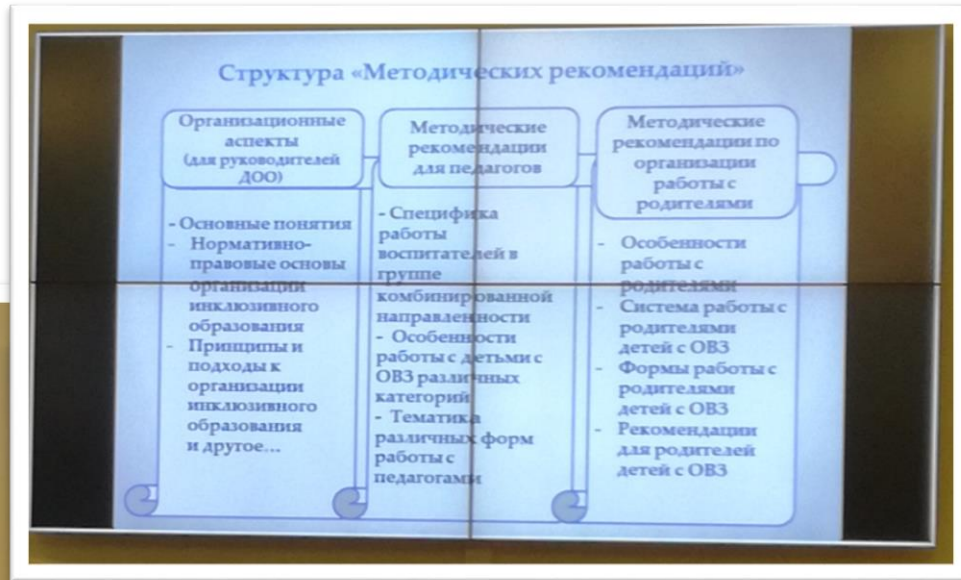 Структура «Методических рекомендаций»
Организационные
аспекты
(для руководителей
ДОО)
- Основные понятия
- Нормативно-
правовые основы
организации
инклюзивного
образования
- Принципы и
подходы к
организации
инклюзивного
образования
и другое...
Методические
рекомендации
для педагогов
- Специфика
работы
воспитателей в
группе
комбинированной
направленности
- Особенности
работы с детьми с
ОВЗ различных
категорий
- Тематика
различных форм
работы с
педагогами
Методические
рекомендации по
организации
работы с
родителями
- Особенности
работы с
родителями
- Система работы с
родителями
детей с ОВЗ
- Формы работы с
родителями
детей с ОВЗ
- Рекомендации
для родителей
детей с ОВЗ